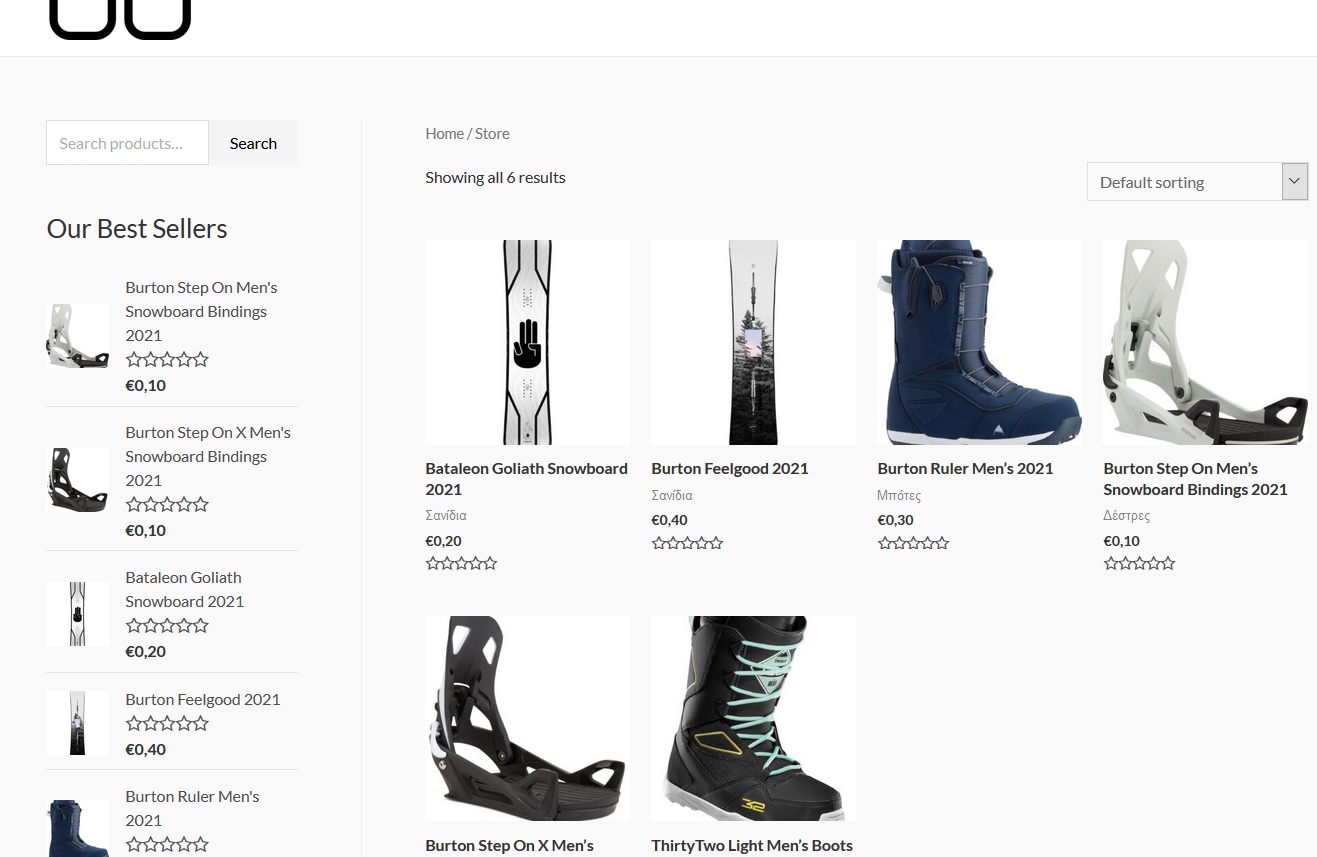 Search products...
Search
Our Best Sellers
Burton Step On Men's
Snowboard Bindings
2021
€0,10
Burton Step On X Men's
Snowboard Bindings
2021
€0,10
Bataleon Goliath
Snowboard 2021
€0,20
Burton Feelgood 2021
€0,40
Burton Ruler Men's
2021
Home / Store
Showing all 6 results
Default sorting
Bataleon Goliath Snowboard
2021
Σανίδια
€0,20
Burton Feelgood 2021
Σανίδια
€0,40
Burton Ruler Men’s 2021
Μπότες
€0,30
Burton Step On Men’s
Snowboard Bindings 2021
Δέστρες
€0,10
Burton Step On X Men’s
32
ThirtyTwo Light Men’s Boots